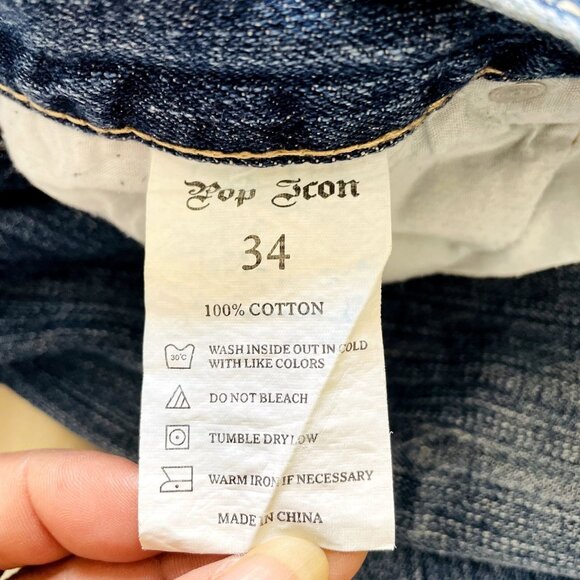 Pop Icon
34
100% COTTON
30°C
WASH INSIDE OUT IN COLD
WITH LIKE COLORS
DO NOT BLEACH
TUMBLE DRY LOW
WARM IRON IF NECESSARY
MADE IN CHINA